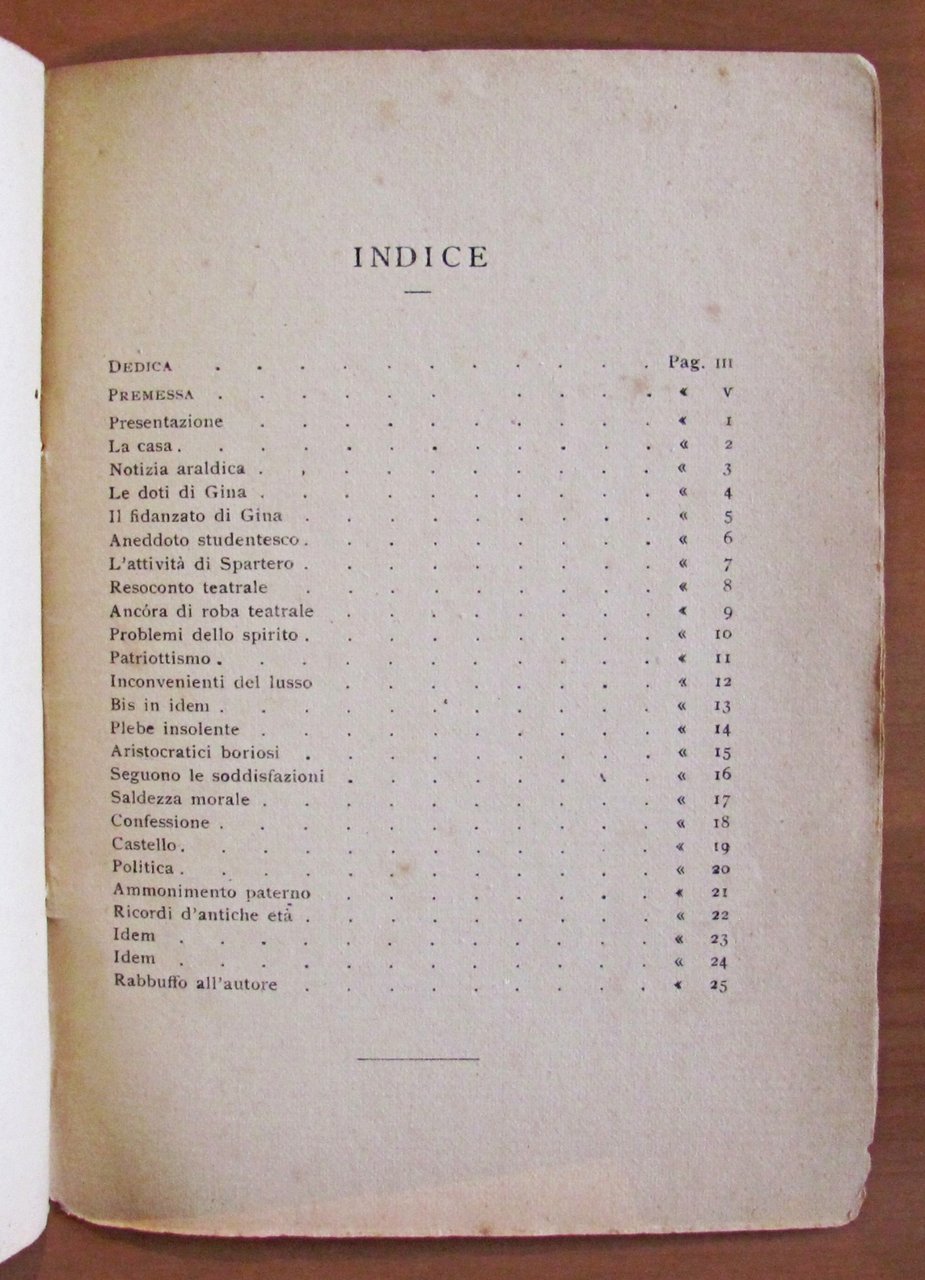 INDICE
DEDICA . . . . . . . . . . . Pag. III
PREMESSA . . . . . . . . . . « V
Presentazione . . . . . . . . . . « 1
La casa . . . . . . . . . . . « 2
Notizia araldica . . . . . . . . . . « 3
Le doti di Gina . . . . . . . . . . « 4
Il fidanzato di Gina . . . . . . . . . « 5
Aneddoto studentesco . . . . . . . . . « 6
L'attività di Spartero . . . . . . . . . « 7
Resoconto teatrale . . . . . . . . . « 8
Ancóra di roba teatrale . . . . . . . . « 9
Problemi dello spirito . . . . . . . . . « 10
Patriottismo . . . . . . . . . . . « 11
Inconvenienti del lusso . . . . . . . . « 12
Bis in idem . . . . . . . . . . . « 13
Plebe insolente . . . . . . . . . . « 14
Aristocratici boriosi . . . . . . . . . « 15
Seguono le soddisfazioni . . . . . . . . « 16
Saldezza morale . . . . . . . . . . « 17
Confessione . . . . . . . . . . . « 18
Castello . . . . . . . . . . . . « 19
Politica . . . . . . . . . . . . « 20
Ammonimento paterno . . . . . . . . « 21
Ricordi d'antiche età . . . . . . . . . « 22
Idem . . . . . . . . . . . . « 23
Idem . . . . . . . . . . . . « 24
Rabbuffo all'autore . . . . . . . . . « 25